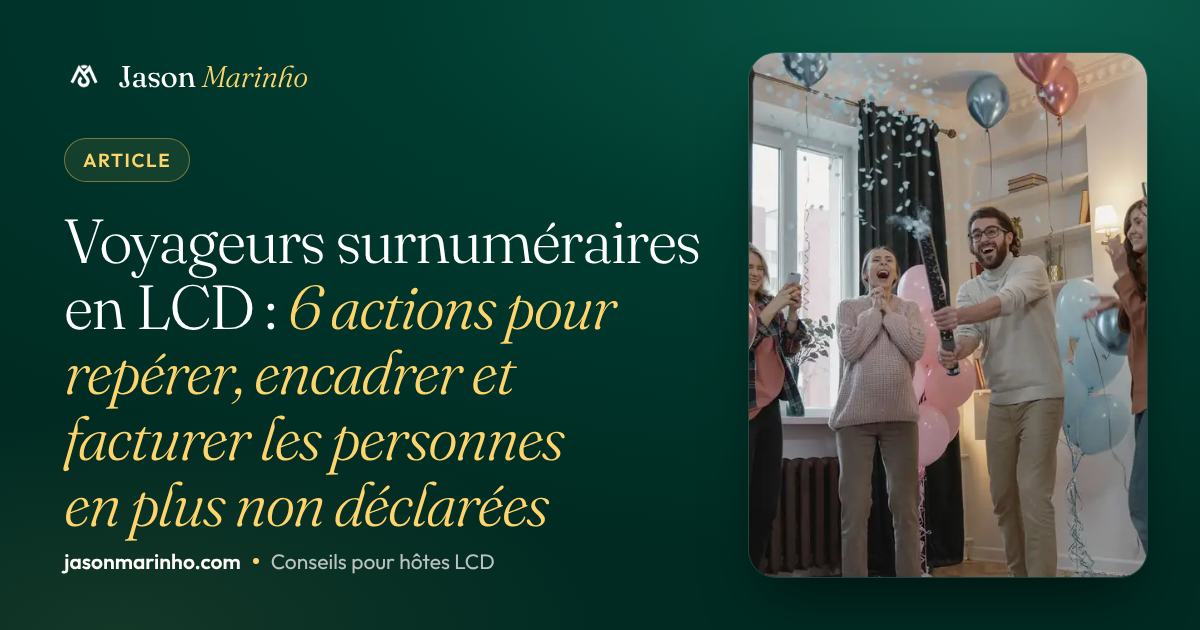 Jason Marinho
ARTICLE
Voyageurs surnuméraires
en LCD : 6 actions pour
repérer, encadrer et
facturer les personnes
en plus non déclarées
jasonmarinho.com • Conseils pour hôtes LCD